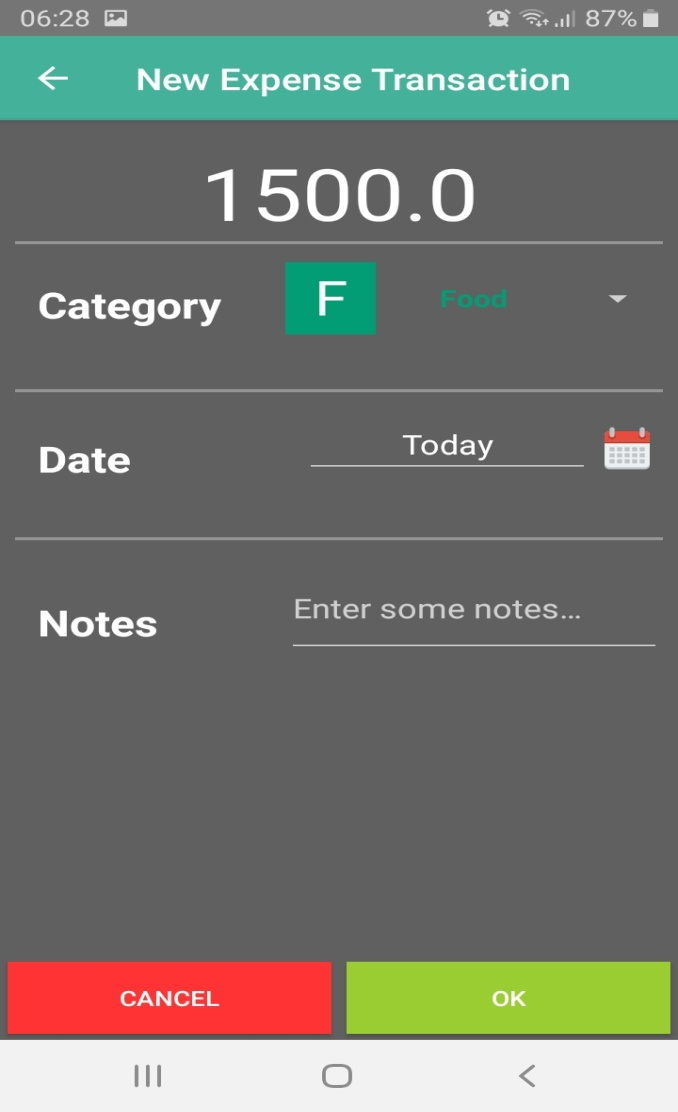 06:28 87%
New Expense Transaction
1500.0
Category F Food
Date Today
Notes Enter some notes...
CANCEL OK